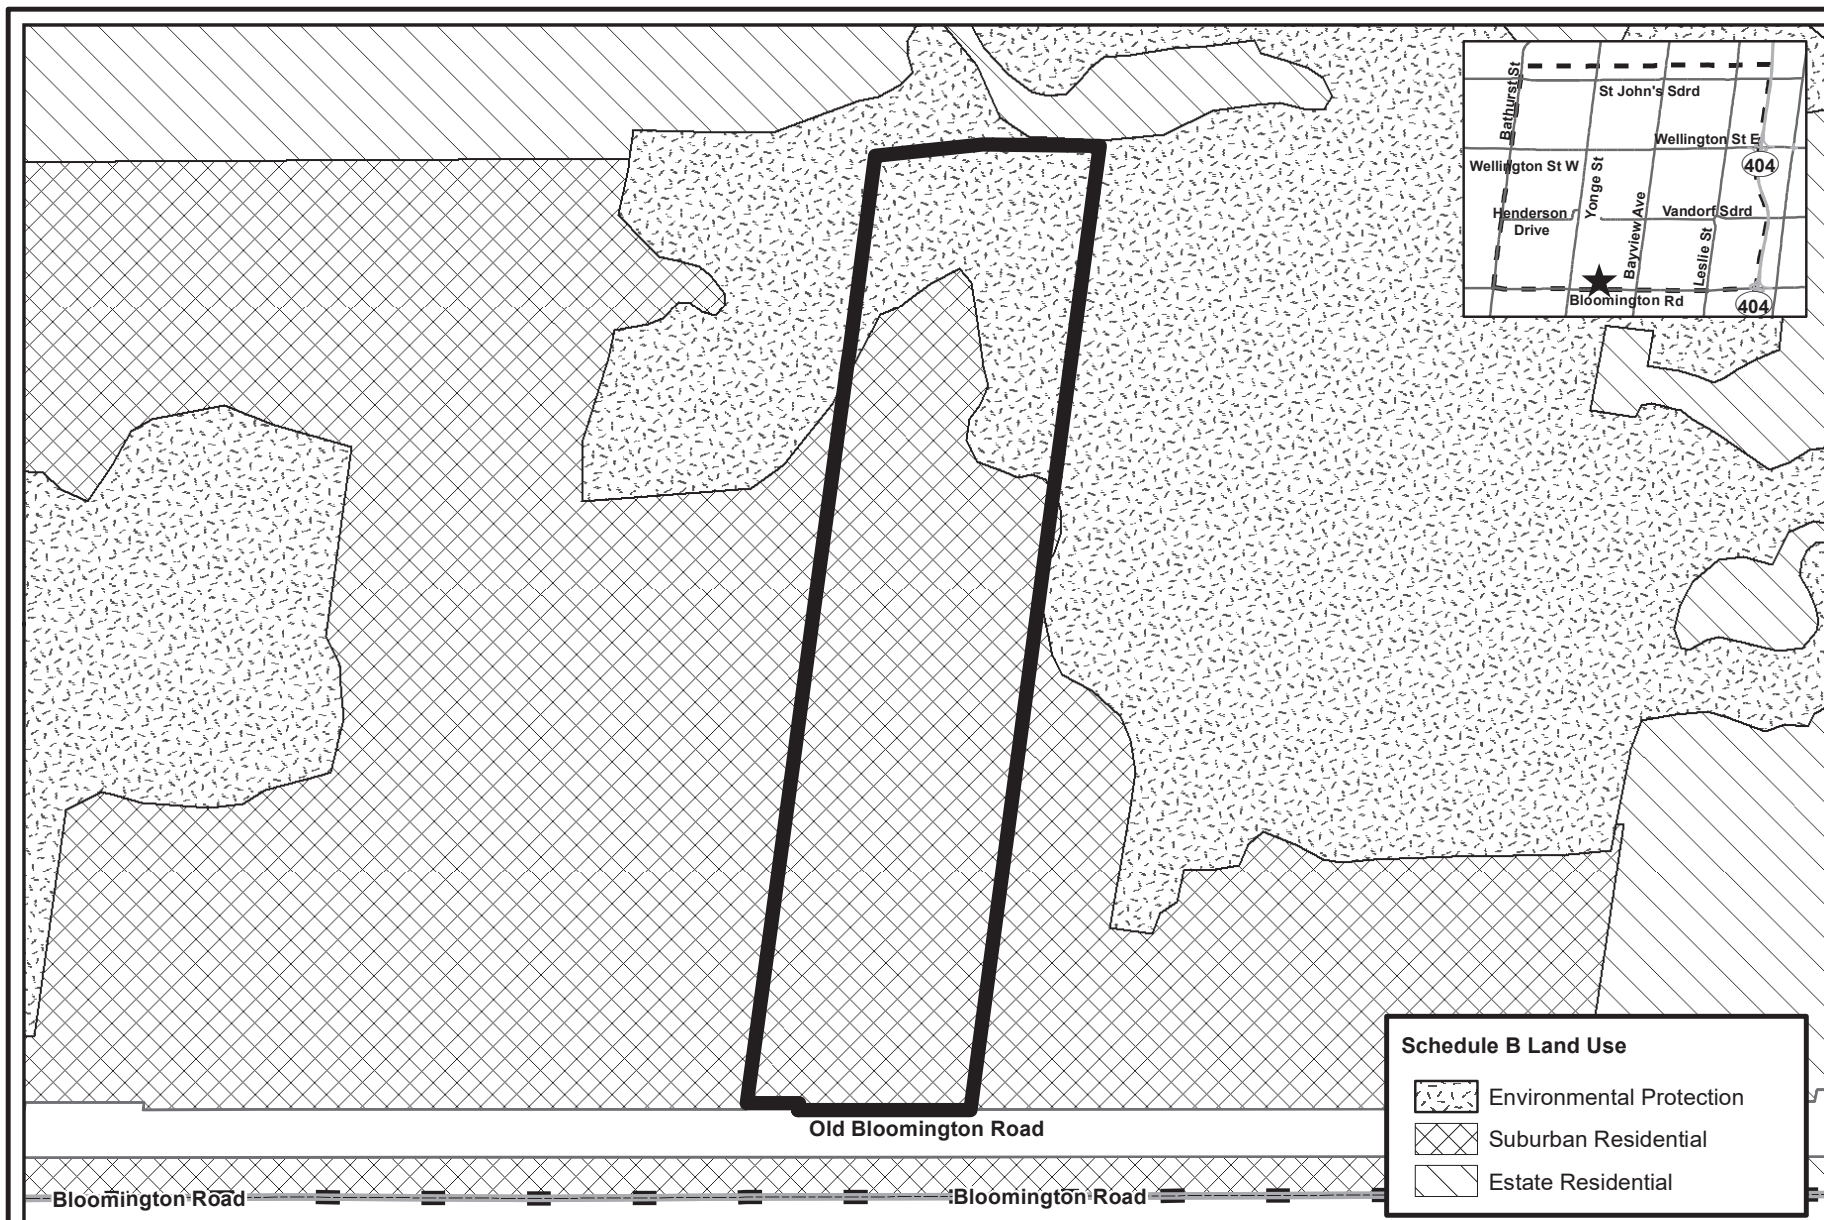 Bathurst St
St John's Sdrd
Wellington St E
404
Wellington St W
Yonge St
Henderson
Drive
Bayview Ave
Vandorf Sdrd
Leslie St
Bloomington Rd
404
Old Bloomington Road
Bloomington Road
Bloomington Road
Schedule B Land Use
Environmental Protection
Suburban Residential
Estate Residential